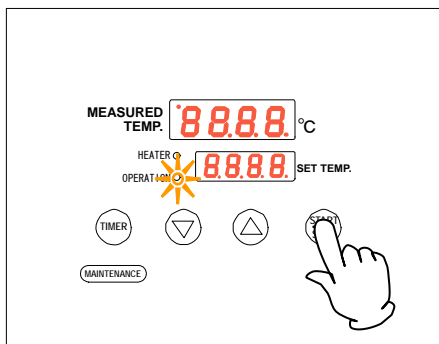 MEASURED
TEMP.
8.8.8.8.
°C
HEATER
8.8.8.8.
SET TEMP.
OPERATION
TIMER
START
MAINTENANCE